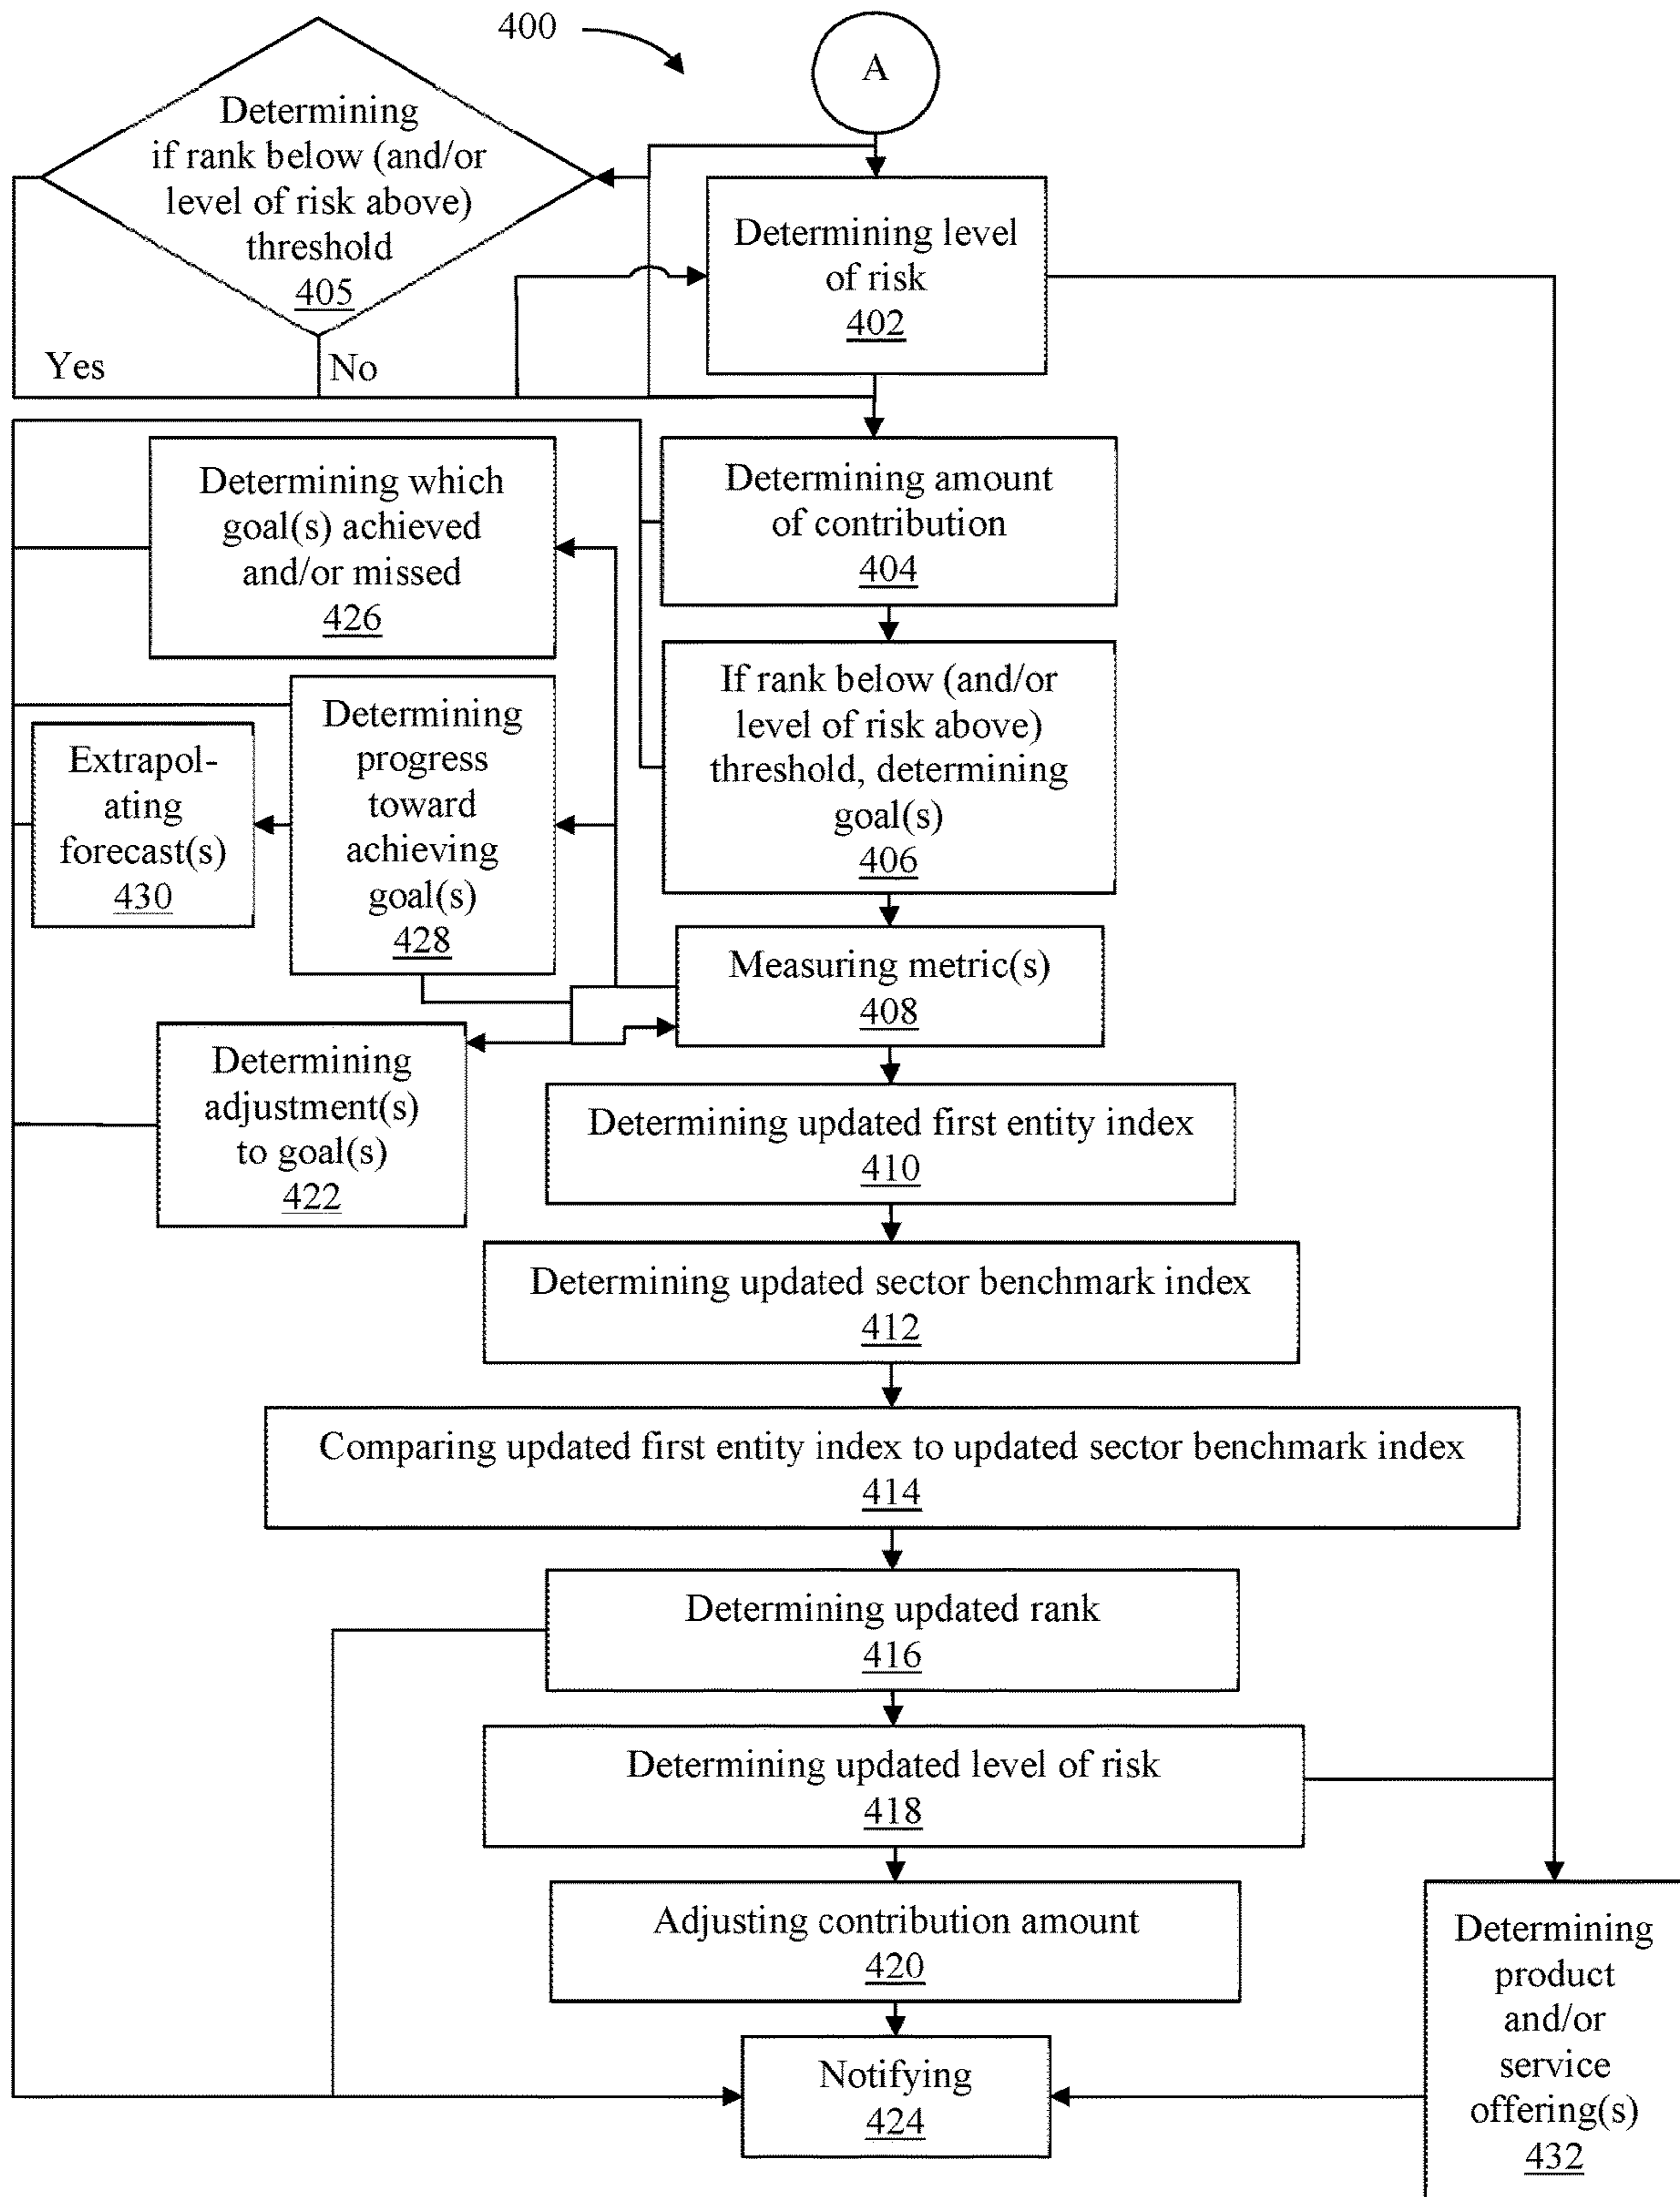 400
A
Determining
if rank below (and/or
level of risk above)
threshold
405
Yes
No
Determining level
of risk
402
Determining amount
of contribution
404
Determining which
goal(s) achieved
and/or missed
426
If rank below (and/or
level of risk above)
threshold, determining
goal(s)
406
Determining
progress
toward
achieving
goal(s)
428
Extrapol-
ating
forecast(s)
430
Measuring metric(s)
408
Determining
adjustment(s)
to goal(s)
422
Determining updated first entity index
410
Determining updated sector benchmark index
412
Comparing updated first entity index to updated sector benchmark index
414
Determining updated rank
416
Determining updated level of risk
418
Adjusting contribution amount
420
Notifying
424
Determining
product
and/or
service
offering(s)
432